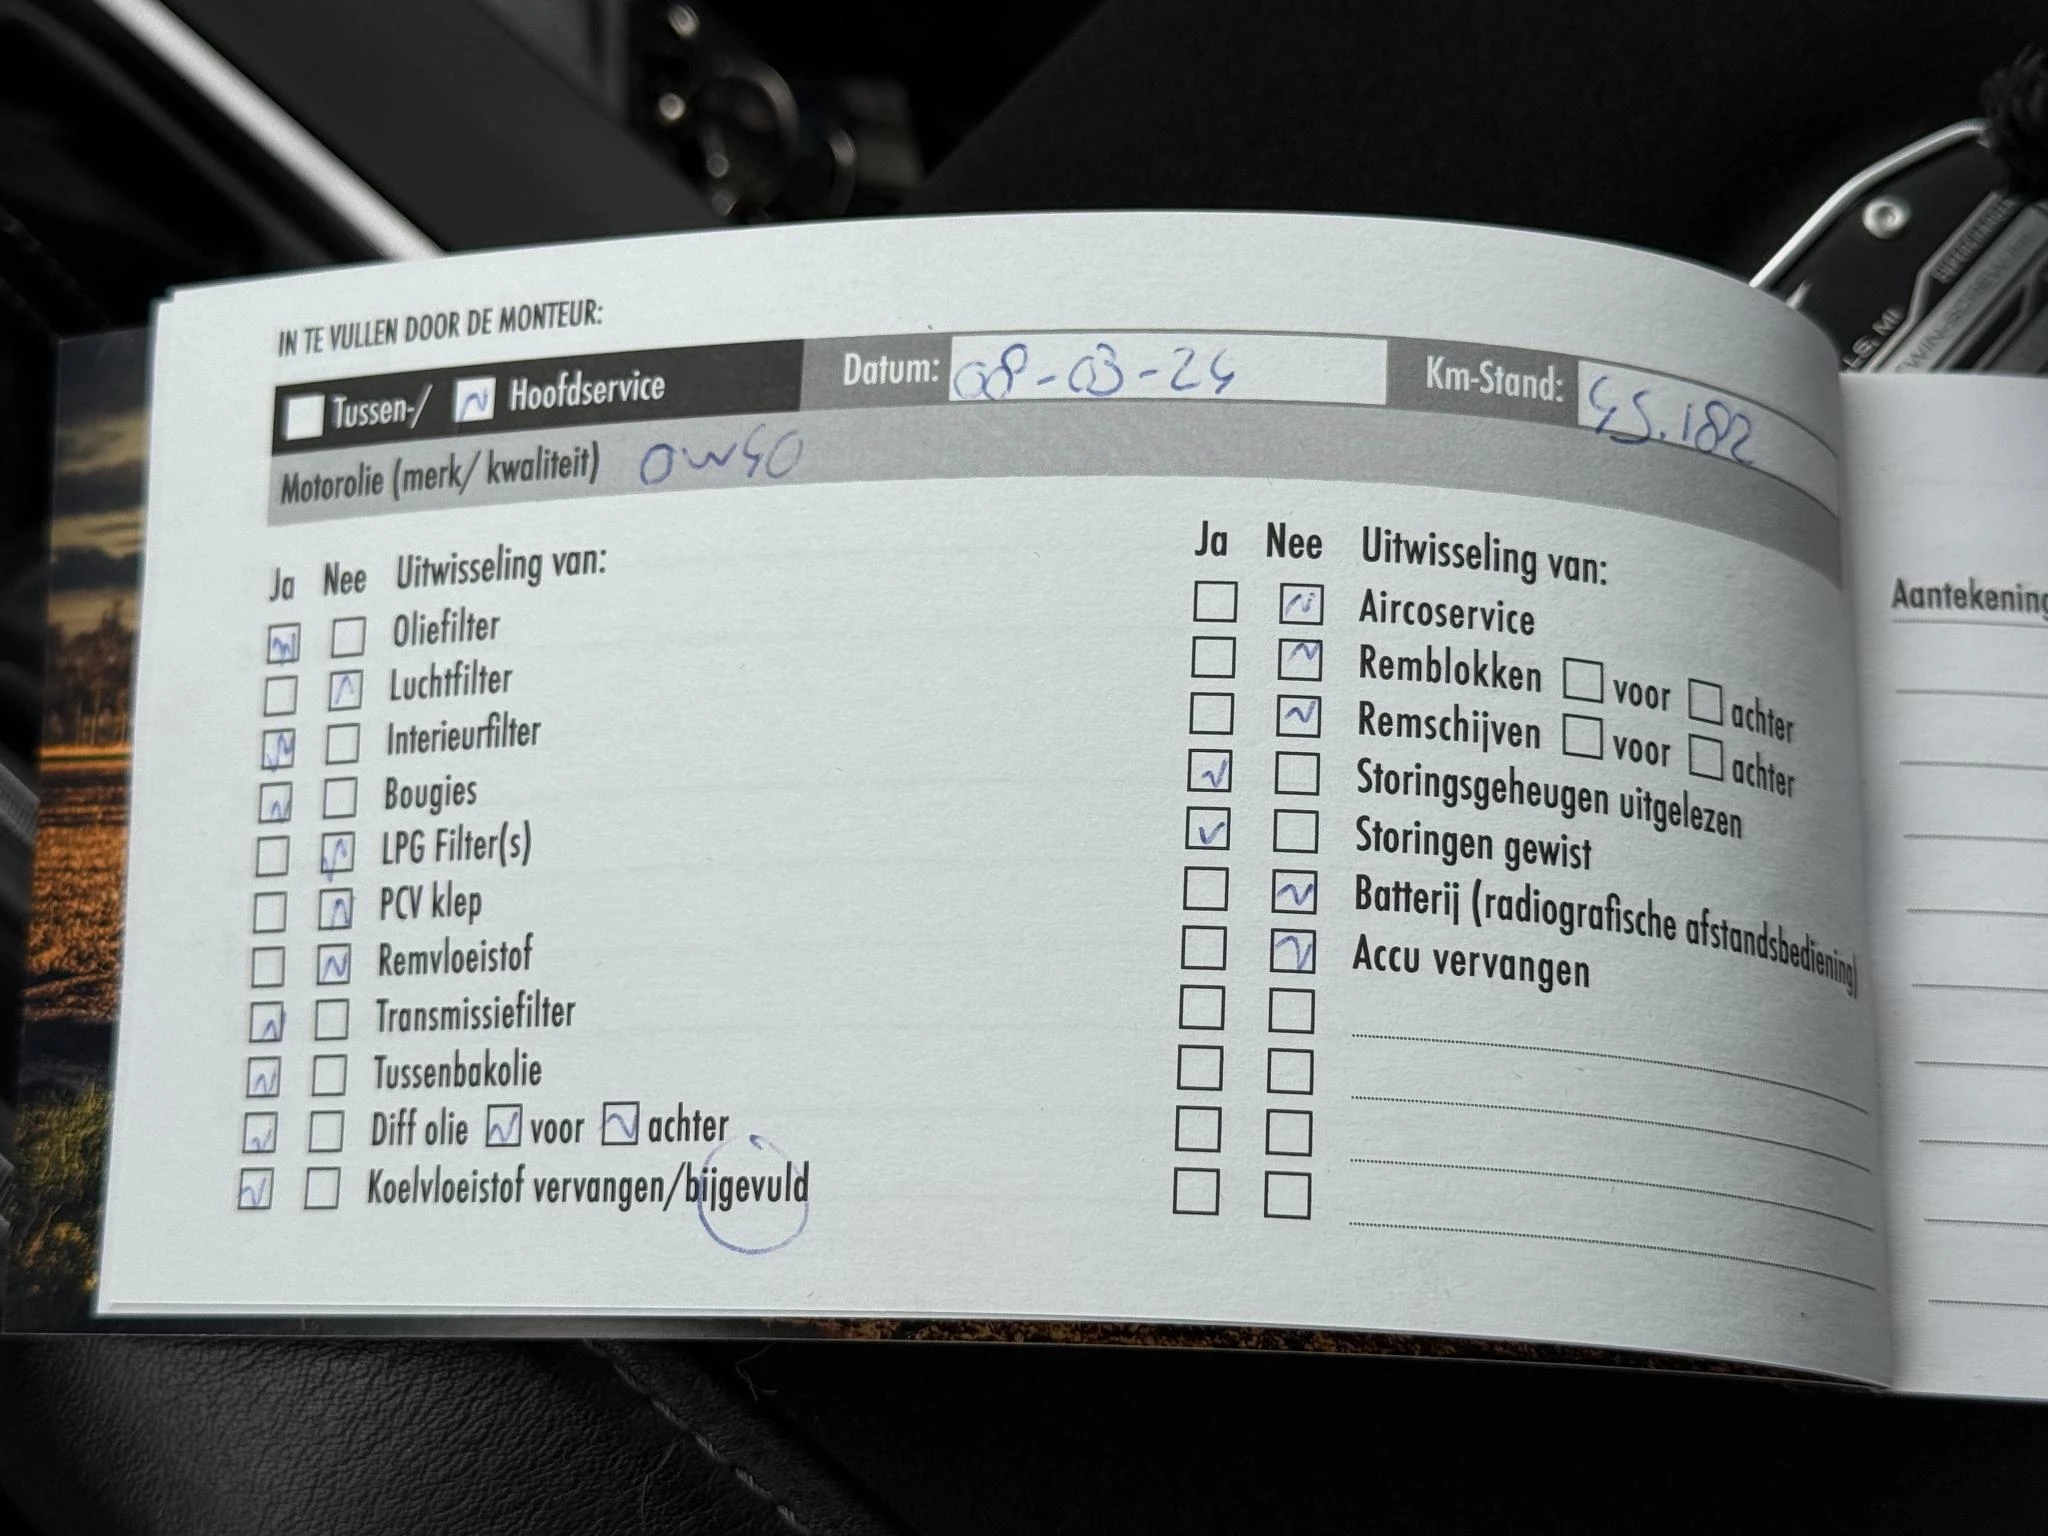 IN TE VULLEN DOOR DE MONTEUR:
Tussen-/ Hoofdservice
Datum: 08-03-24
Km-Stand: 45.182
Motorolie (merk/ kwaliteit) 0W40
Ja Nee Uitwisseling van:
Oliefilter
Luchtfilter
Interieurfilter
Bougies
LPG Filter(s)
PCV klep
Remvloeistof
Transmissiefilter
Tussenbakolie
Diff olie voor achter
Koelvloeistof vervangen/bijgevuld
Ja Nee Uitwisseling van:
Aircoservice
Remblokken voor achter
Remschijven voor achter
Storingsgeheugen uitgelezen
Storingen gewist
Batterij (radiografische afstandsbediening)
Accu vervangen
Aantekening
SUPERCHARGER